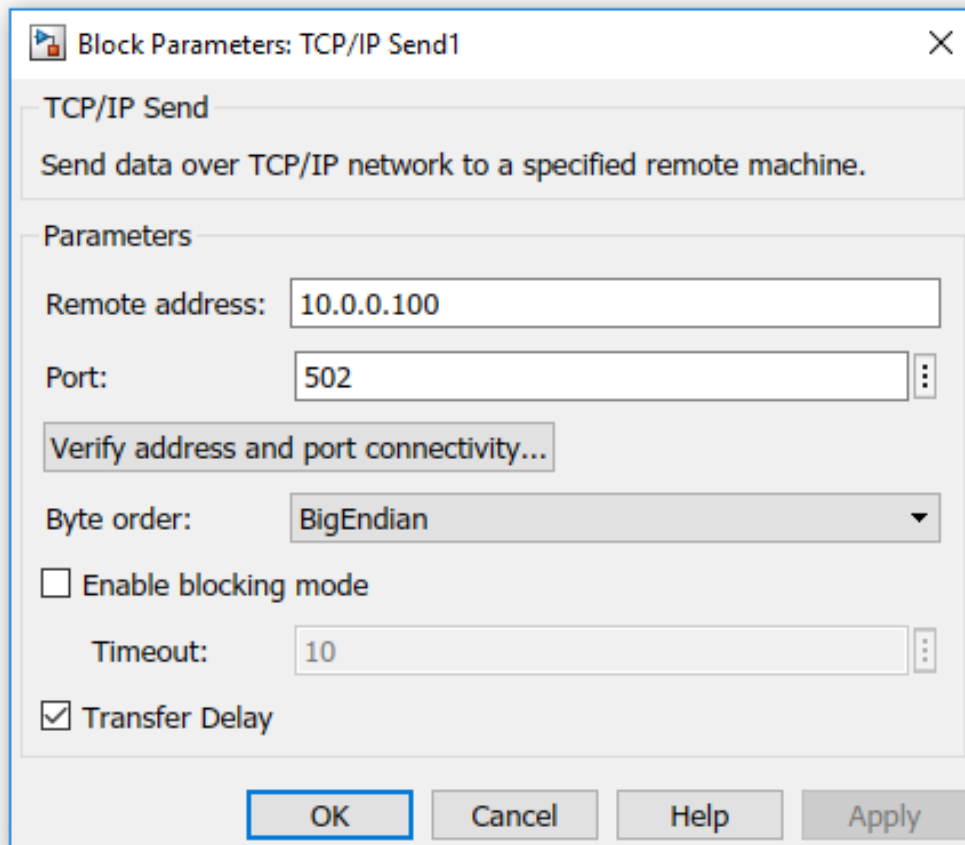 Block Parameters: TCP/IP Send1
TCP/IP Send
Send data over TCP/IP network to a specified remote machine.
Parameters
Remote address: 10.0.0.100
Port: 502
Verify address and port connectivity...
Byte order: BigEndian
Enable blocking mode
Timeout: 10
Transfer Delay
OK Cancel Help Apply